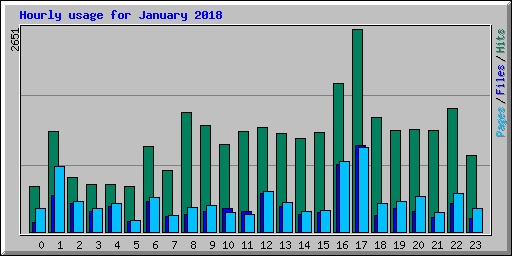 Hourly usage for January 2018
2651
Pages / Files / Hits
0 1 2 3 4 5 6 7 8 9 10 11 12 13 14 15 16 17 18 19 20 21 22 23